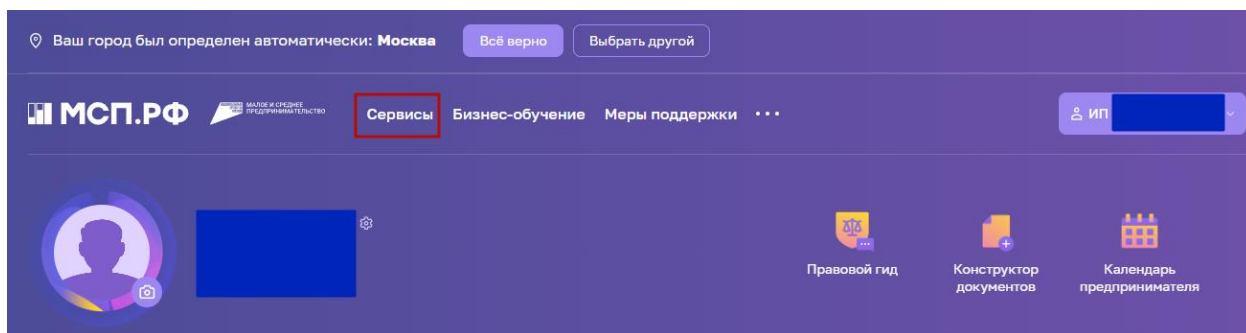 Ваш город был определен автоматически: Москва
Всё верно
Выбрать другой
МСП.РФ
МАЛОЕ И СРЕДНЕЕ
ПРЕДПРИНИМАТЕЛЬСТВО
Сервисы
Бизнес-обучение
Меры поддержки
ИП
Правовой гид
Конструктор
документов
Календарь
предпринимателя